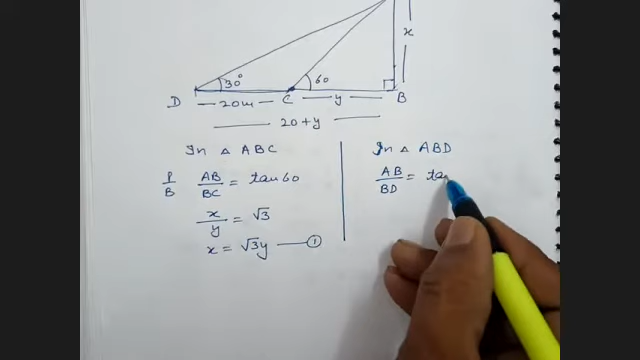 x
30° 60
D 20m C y B
20+y
In △ ABC
P/B AB/BC = tan60
x/y = √3
x = √3y ——①
In △ ABD
AB/BD = ta